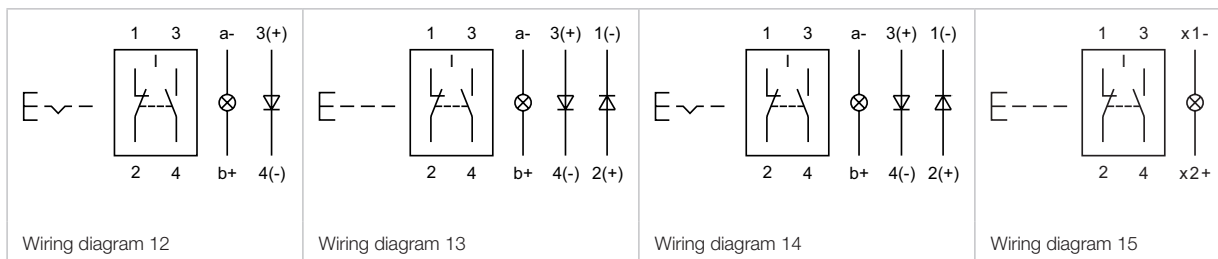 1 3 a- 3(+)
2 4 b+ 4(-)
Wiring diagram 12
1 3 a- 3(+) 1(-)
2 4 b+ 4(-) 2(+)
Wiring diagram 13
1 3 a- 3(+) 1(-)
2 4 b+ 4(-) 2(+)
Wiring diagram 14
1 3 x1-
2 4 x2+
Wiring diagram 15